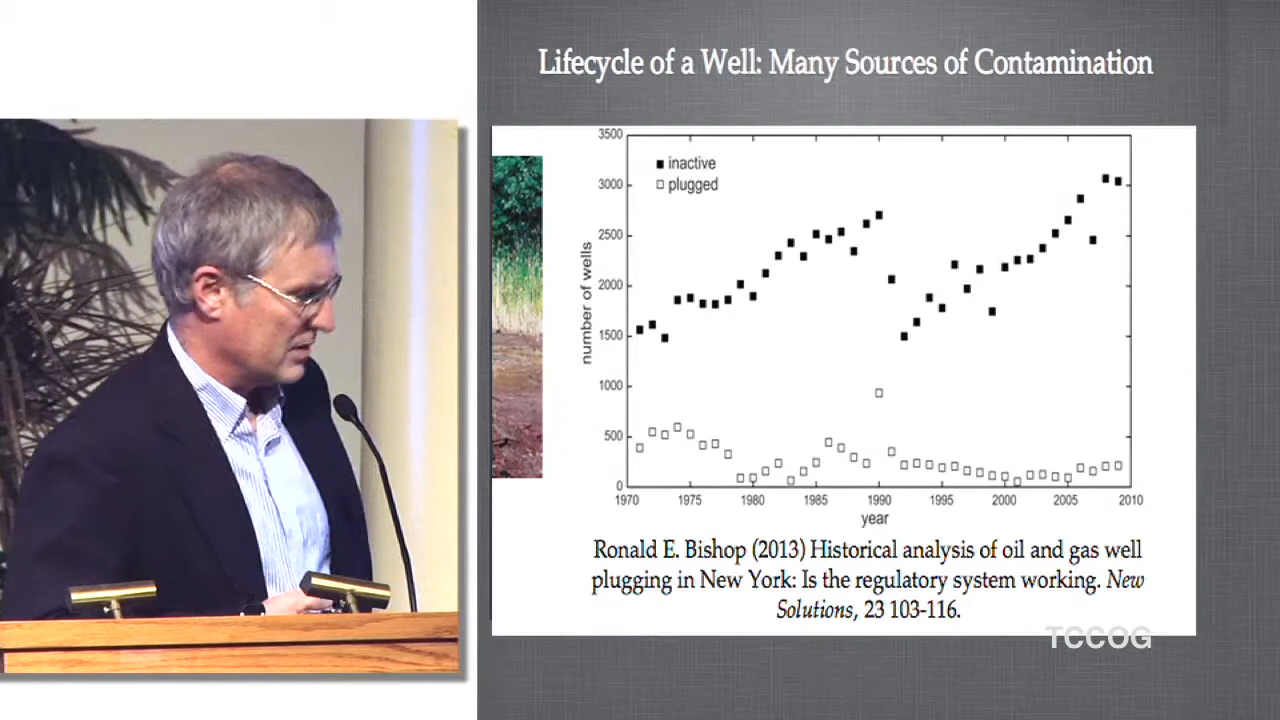 Lifecycle of a Well: Many Sources of Contamination
3500
3000
2500
2000
1500
1000
500
0
number of wells
inactive
plugged
1970
1975
1980
1985
1990
1995
2000
2005
2010
year
Ronald E. Bishop (2013) Historical analysis of oil and gas well
plugging in New York: Is the regulatory system working. New
Solutions, 23 103-116.
TCCOG